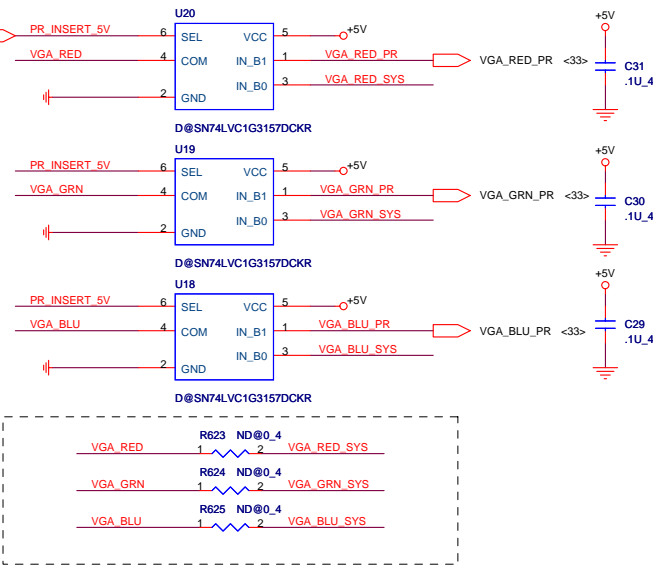 U20
+5V
+5V
PR_INSERT_5V 6 SEL VCC 5
VGA_RED 4 COM IN_B1 1 VGA_RED_PR VGA_RED_PR <33>
C31
.1U_4
IN_B0 3 VGA_RED_SYS
2 GND
D@SN74LVC1G3157DCKR
U19
+5V
+5V
PR_INSERT_5V 6 SEL VCC 5
VGA_GRN 4 COM IN_B1 1 VGA_GRN_PR VGA_GRN_PR <33>
C30
.1U_4
IN_B0 3 VGA_GRN_SYS
2 GND
D@SN74LVC1G3157DCKR
U18
+5V
+5V
PR_INSERT_5V 6 SEL VCC 5
VGA_BLU 4 COM IN_B1 1 VGA_BLU_PR VGA_BLU_PR <33>
C29
.1U_4
IN_B0 3 VGA_BLU_SYS
2 GND
D@SN74LVC1G3157DCKR
R623 ND@0_4
VGA_RED 1 2 VGA_RED_SYS
R624 ND@0_4
VGA_GRN 1 2 VGA_GRN_SYS
R625 ND@0_4
VGA_BLU 1 2 VGA_BLU_SYS